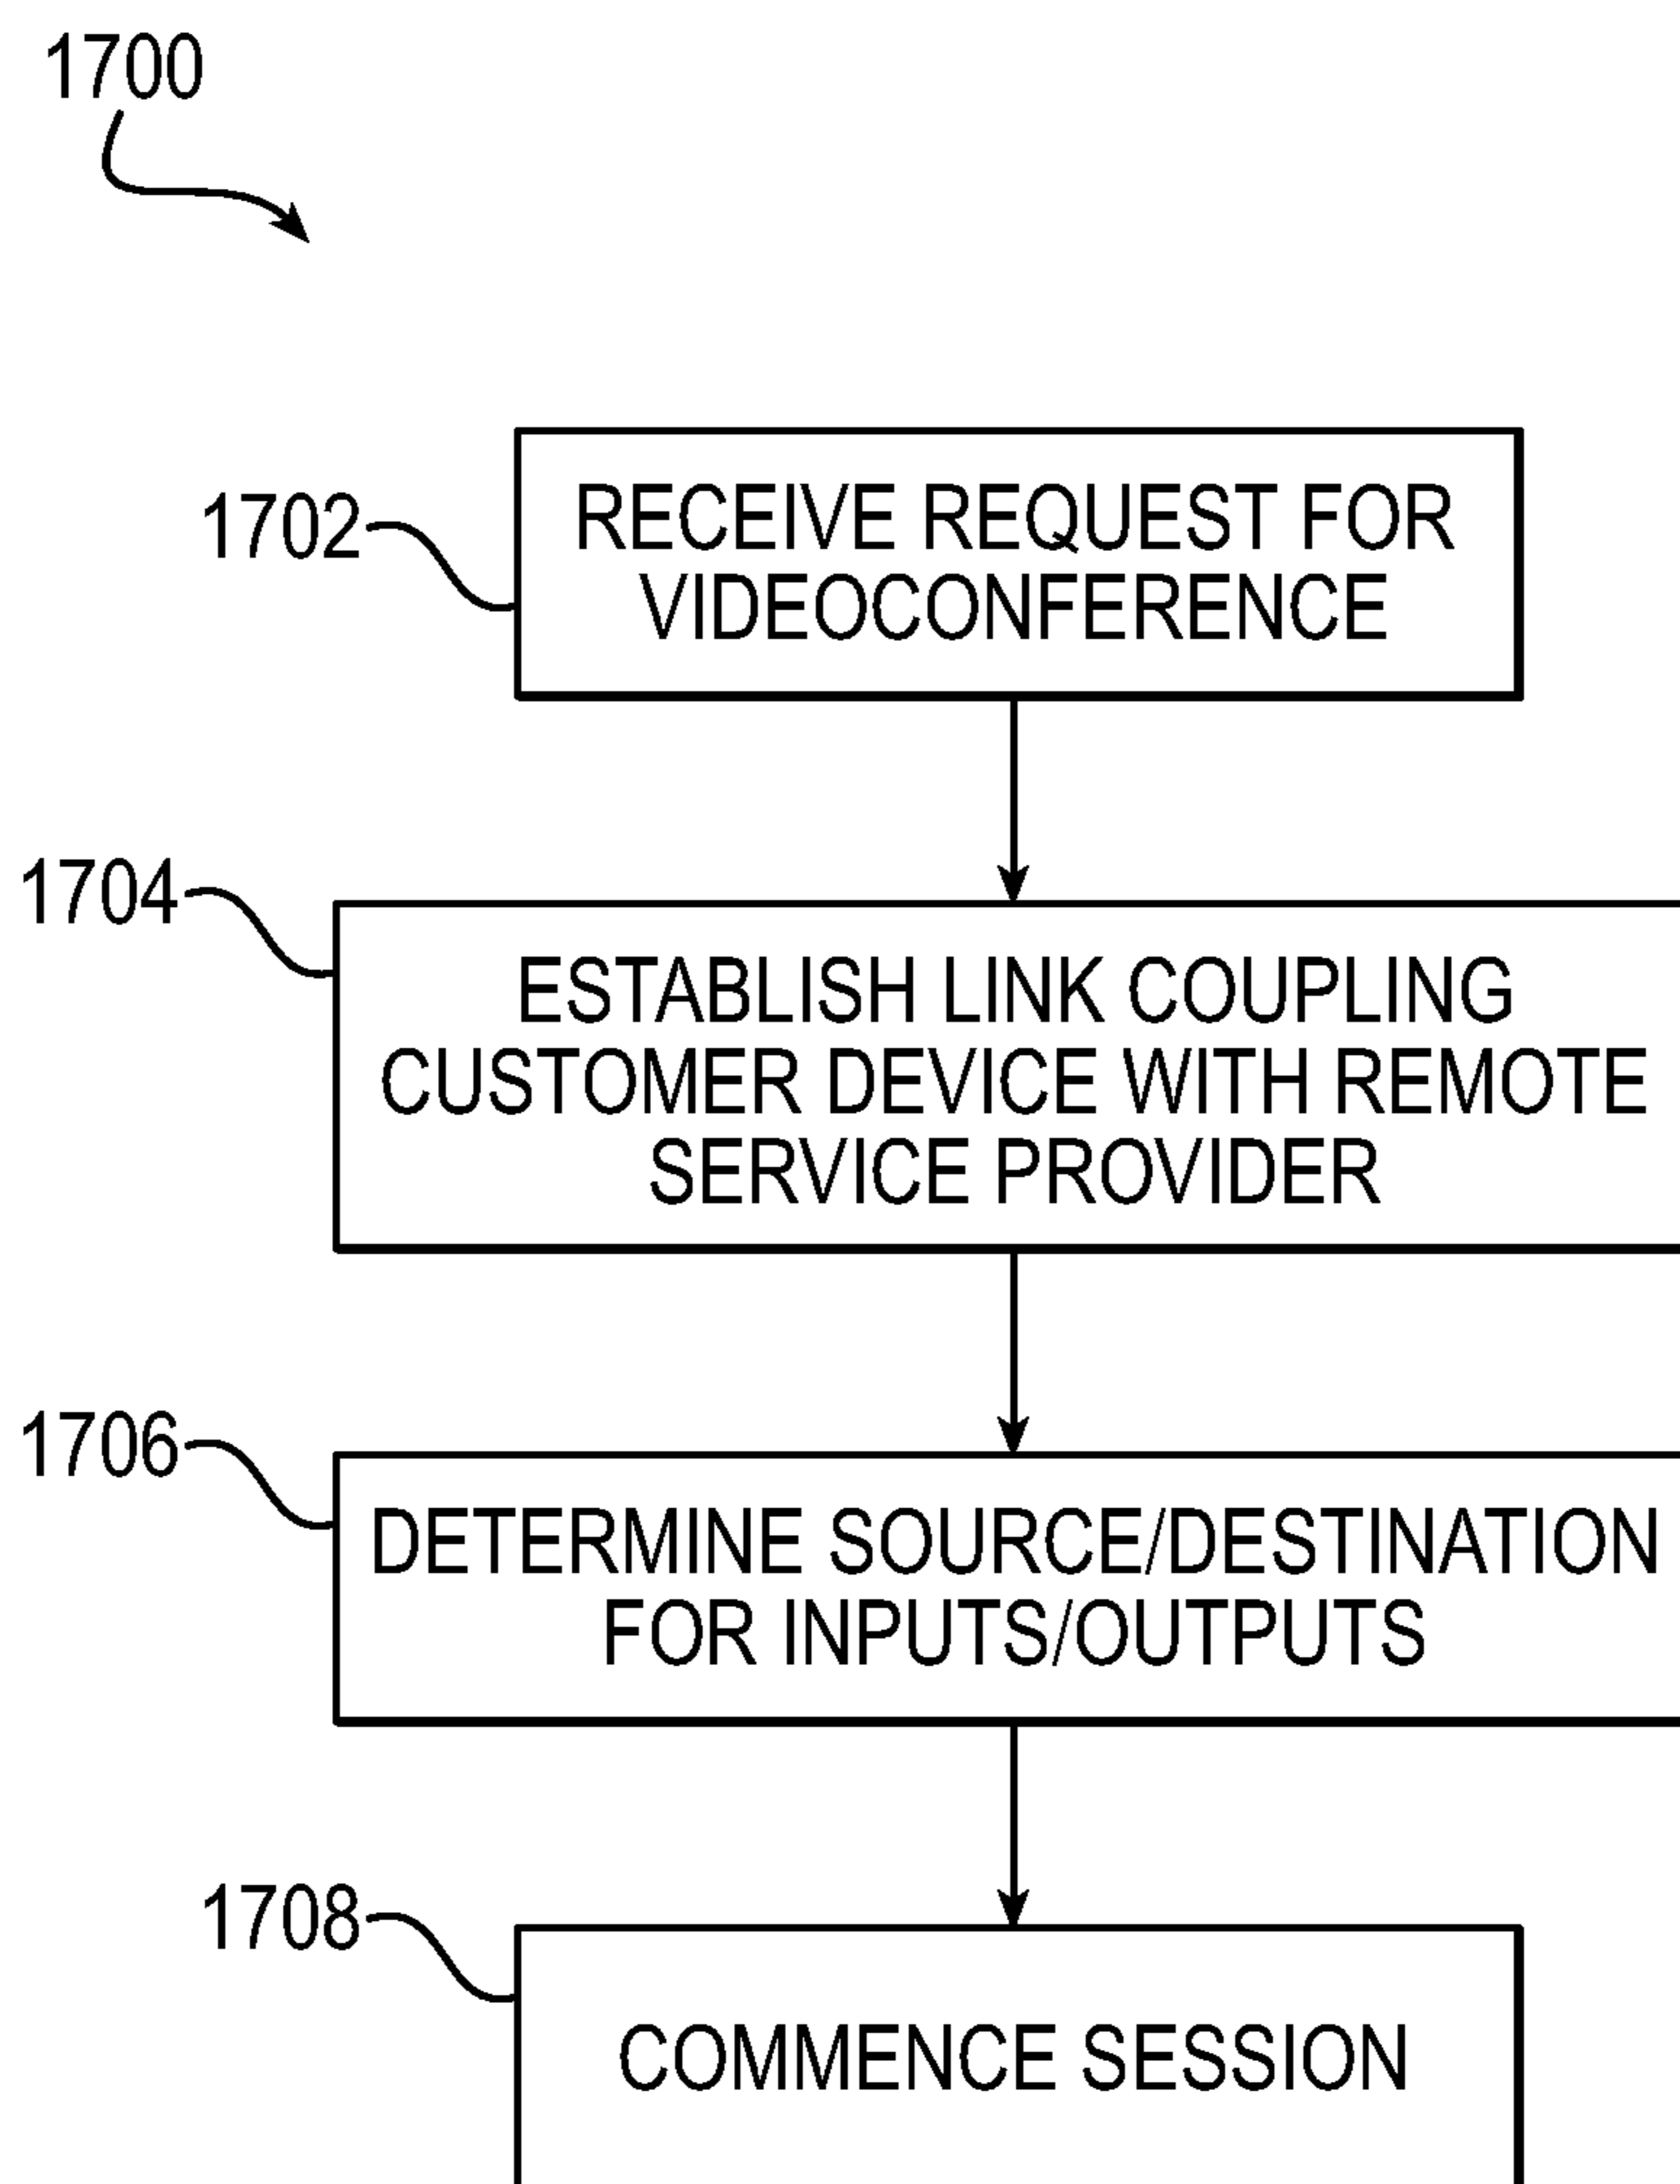 1700
1702
RECEIVE REQUEST FOR
VIDEOCONFERENCE
1704
ESTABLISH LINK COUPLING
CUSTOMER DEVICE WITH REMOTE
SERVICE PROVIDER
1706
DETERMINE SOURCE/DESTINATION
FOR INPUTS/OUTPUTS
1708
COMMENCE SESSION